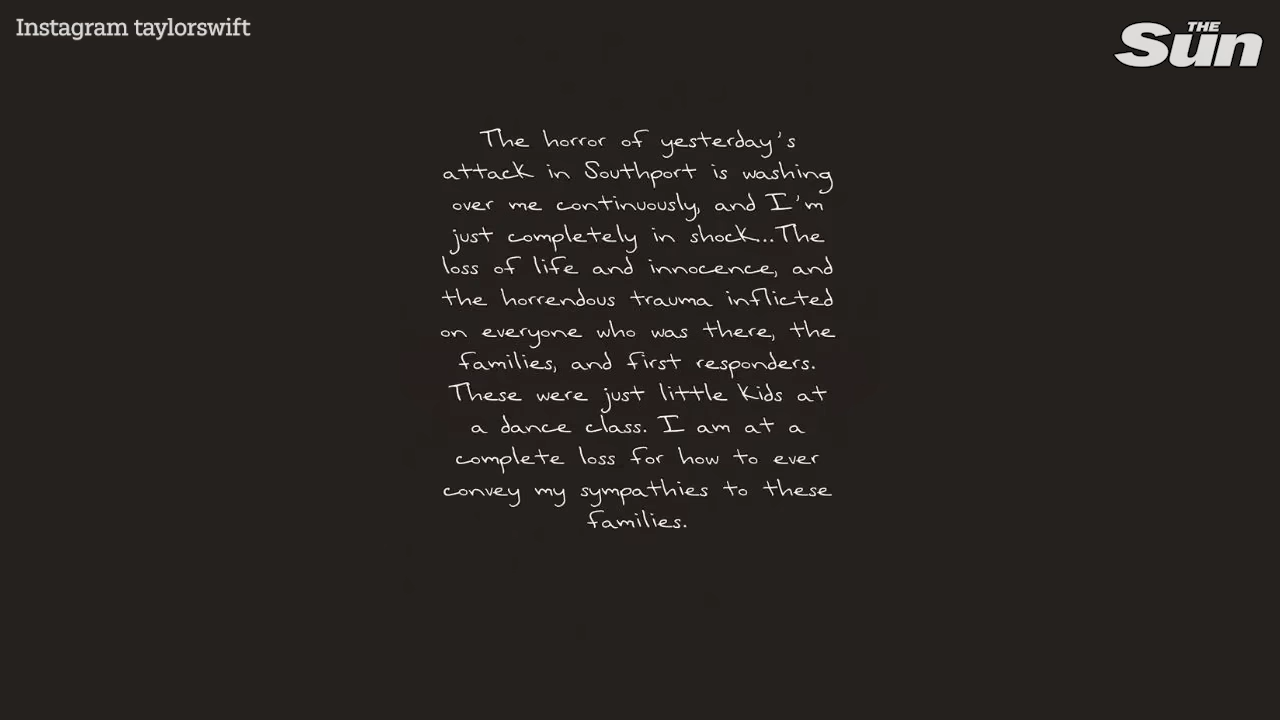 Instagram taylorswift
THE
Sun
The horror of yesterday's
attack in Southport is washing
over me continuously, and I'm
just completely in shock...The
loss of life and innocence, and
the horrendous trauma inflicted
on everyone who was there, the
families, and first responders.
These were just little kids at
a dance class. I am at a
complete loss for how to ever
convey my sympathies to these
families.